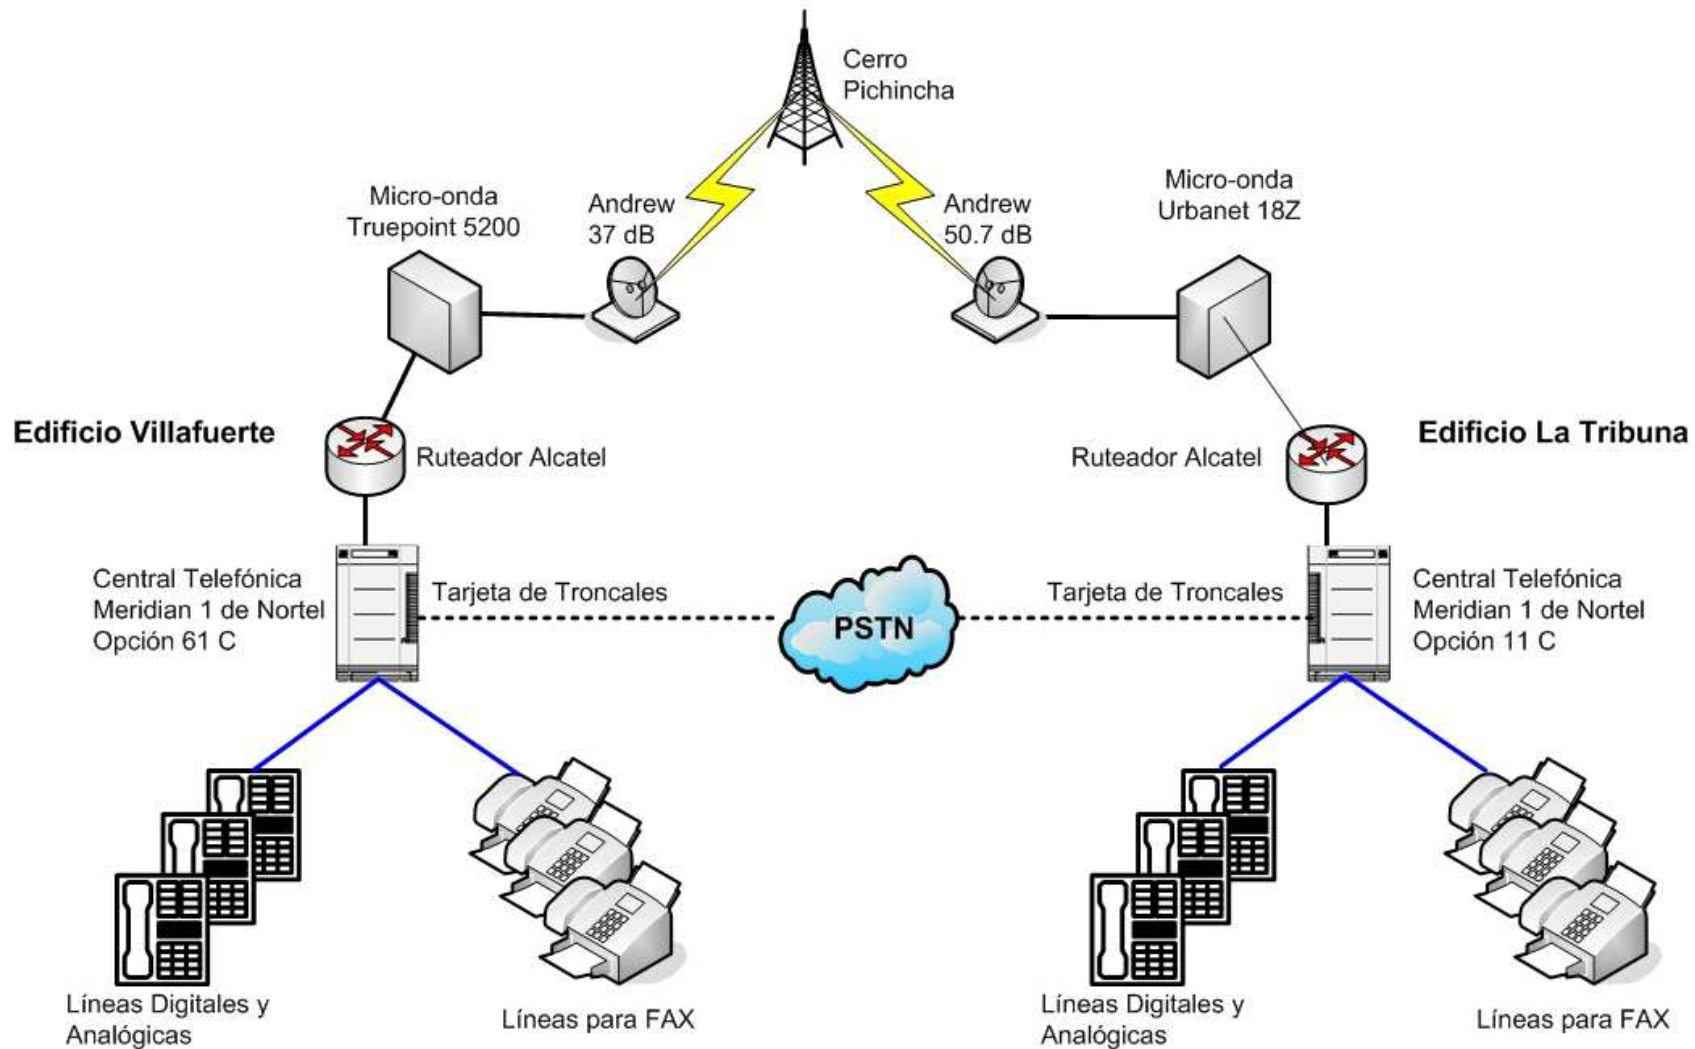 Cerro
Pichincha
Micro-onda
Truepoint 5200
Andrew
37 dB
Andrew
50.7 dB
Micro-onda
Urbanet 18Z
Edificio Villafuerte
Ruteador Alcatel
Ruteador Alcatel
Edificio La Tribuna
Central Telefónica
Meridian 1 de Nortel
Opción 61 C
Tarjeta de Troncales
PSTN
Tarjeta de Troncales
Central Telefónica
Meridian 1 de Nortel
Opción 11 C
Líneas Digitales y
Analógicas
Líneas para FAX
Líneas Digitales y
Analógicas
Líneas para FAX